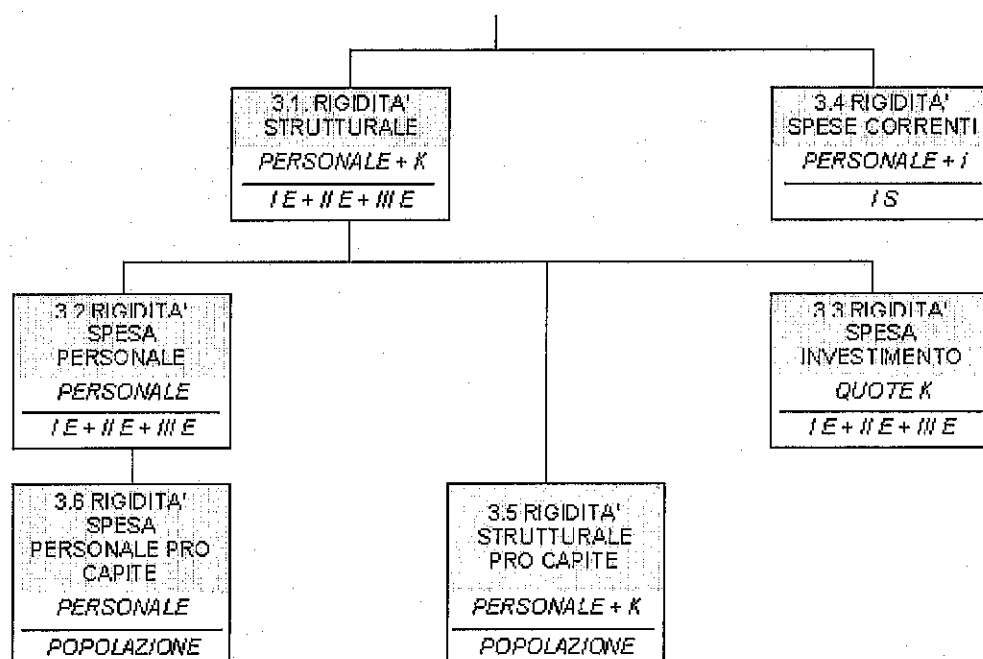 3.1. RIGIDITA'
STRUTTURALE
PERSONALE + K
I E + II E + III E
3.4 RIGIDITA'
SPESE CORRENTI
PERSONALE + i
I S
3.2 RIGIDITA'
SPESA
PERSONALE
PERSONALE
I E + II E + III E
3.3 RIGIDITA'
SPESA
INVESTIMENTO
QUOTE K
I E + II E + III E
3.6 RIGIDITA'
SPESA
PERSONALE PRO
CAPITE
PERSONALE
POPOLAZIONE
3.5 RIGIDITA'
STRUTTURALE
PRO CAPITE
PERSONALE + K
POPOLAZIONE